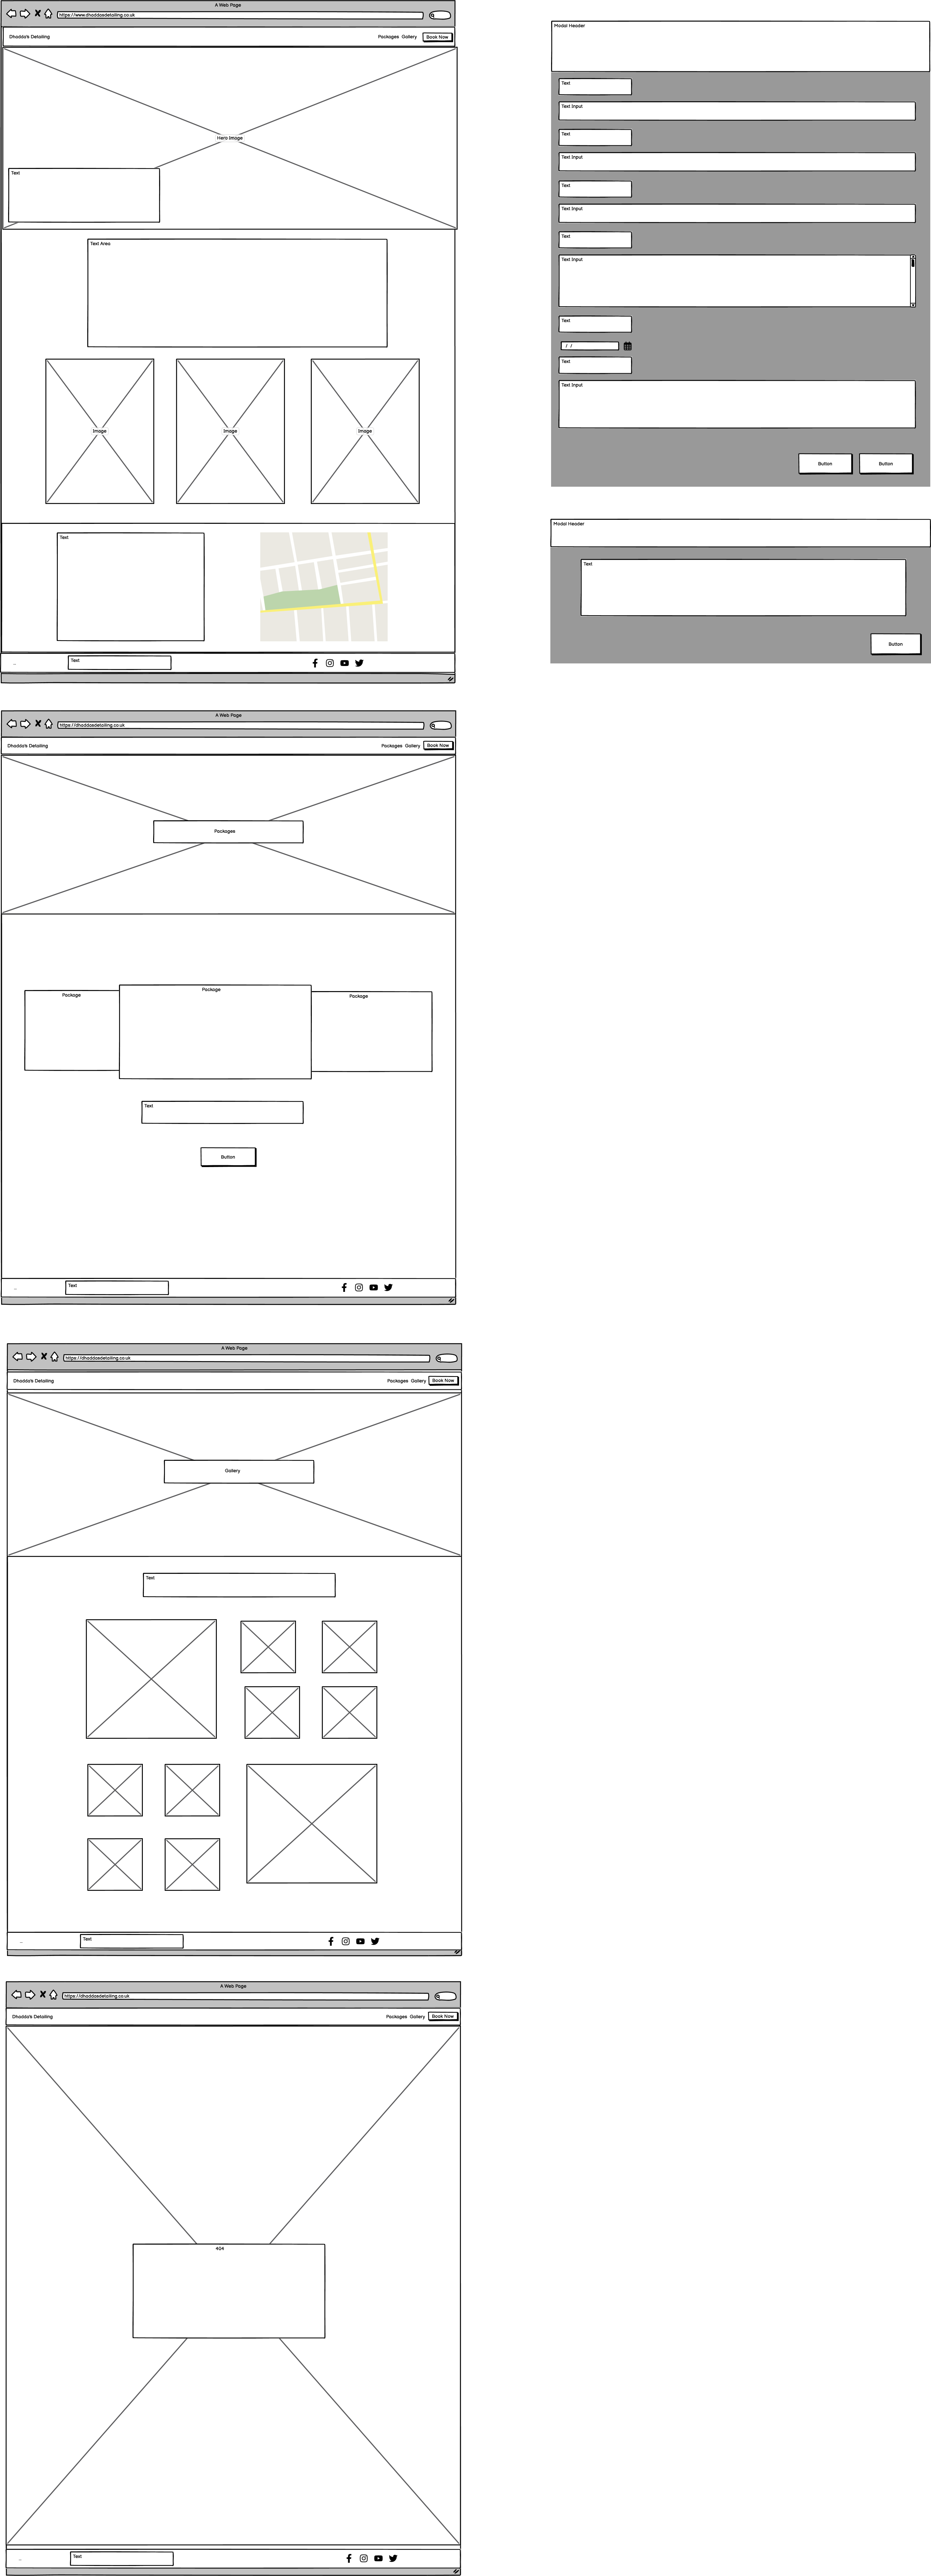 A Web Page
https://www.dhaddasdetailing.co.uk
Dhadda's Detailing
Packages Gallery Book Now
Hero Image
Text
Text Area
Image Image Image
Text
Text
Modal Header
Text
Text Input
Text
Text Input
Text
Text Input
Text
Text Input
Text
/ /
Text
Text Input
Button Button
Modal Header
Text
Button
A Web Page
https://dhaddasdetailing.co.uk
Dhadda's Detailing
Packages Gallery Book Now
Packages
Package Package Package
Text
Button
Text
A Web Page
https://dhaddasdetailing.co.uk
Dhadda's Detailing
Packages Gallery Book Now
Gallery
Text
Text
A Web Page
https://dhaddasdetailing.co.uk
Dhadda's Detailing
Packages Gallery Book Now
404
Text